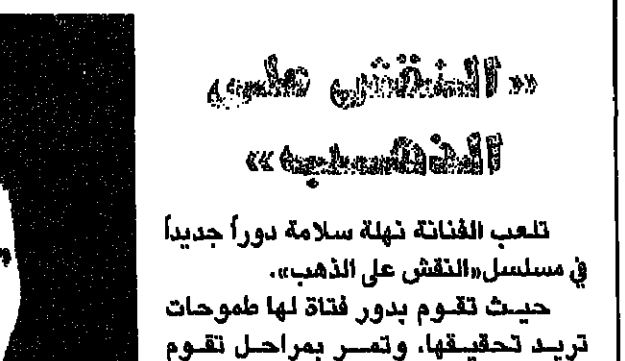 «النقش على
الذهب»
تلعب الفنانة نهلة سلامة دوراً جديداً
في مسلسل «النقش على الذهب».
حيث تقوم بدور فتاة لها طموحات
تريد تحقيقها، وتمر بمراحل تقوم